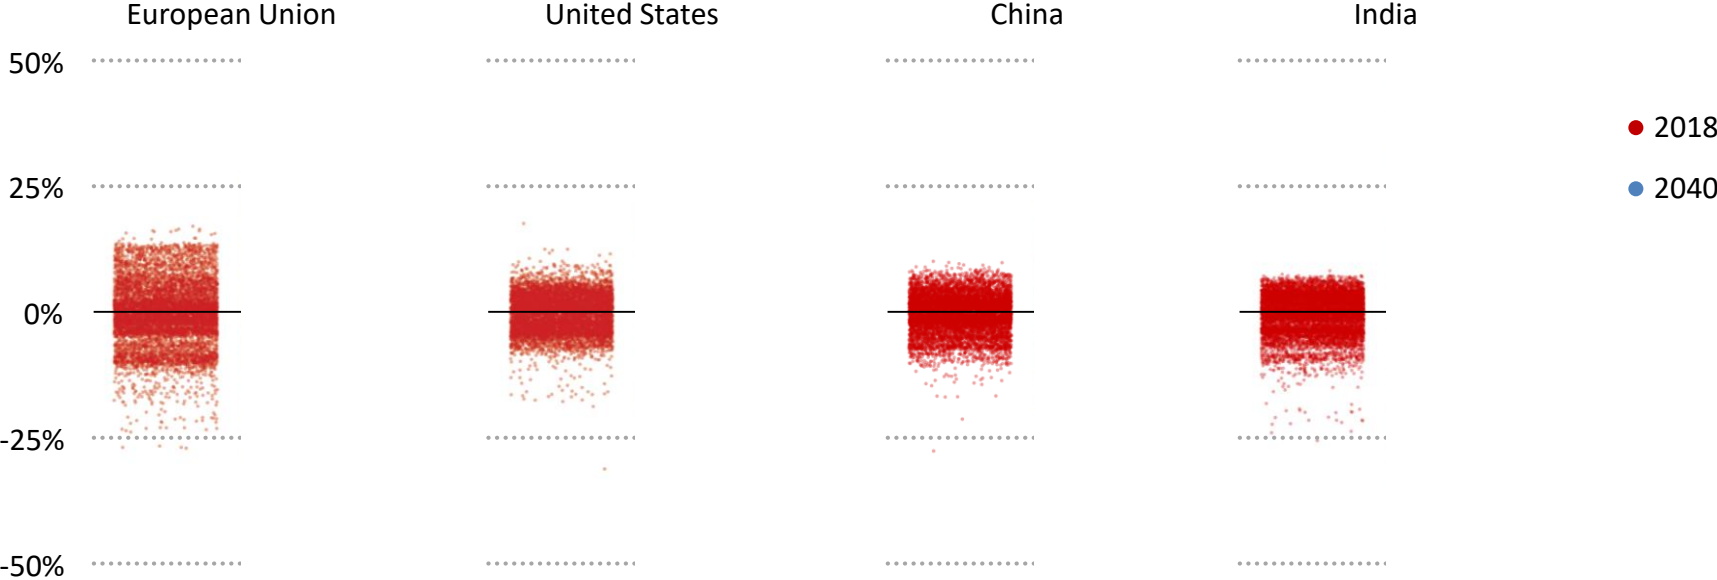 European Union
United States
China
India
50%
2018
25%
2040
0%
-25%
-50%